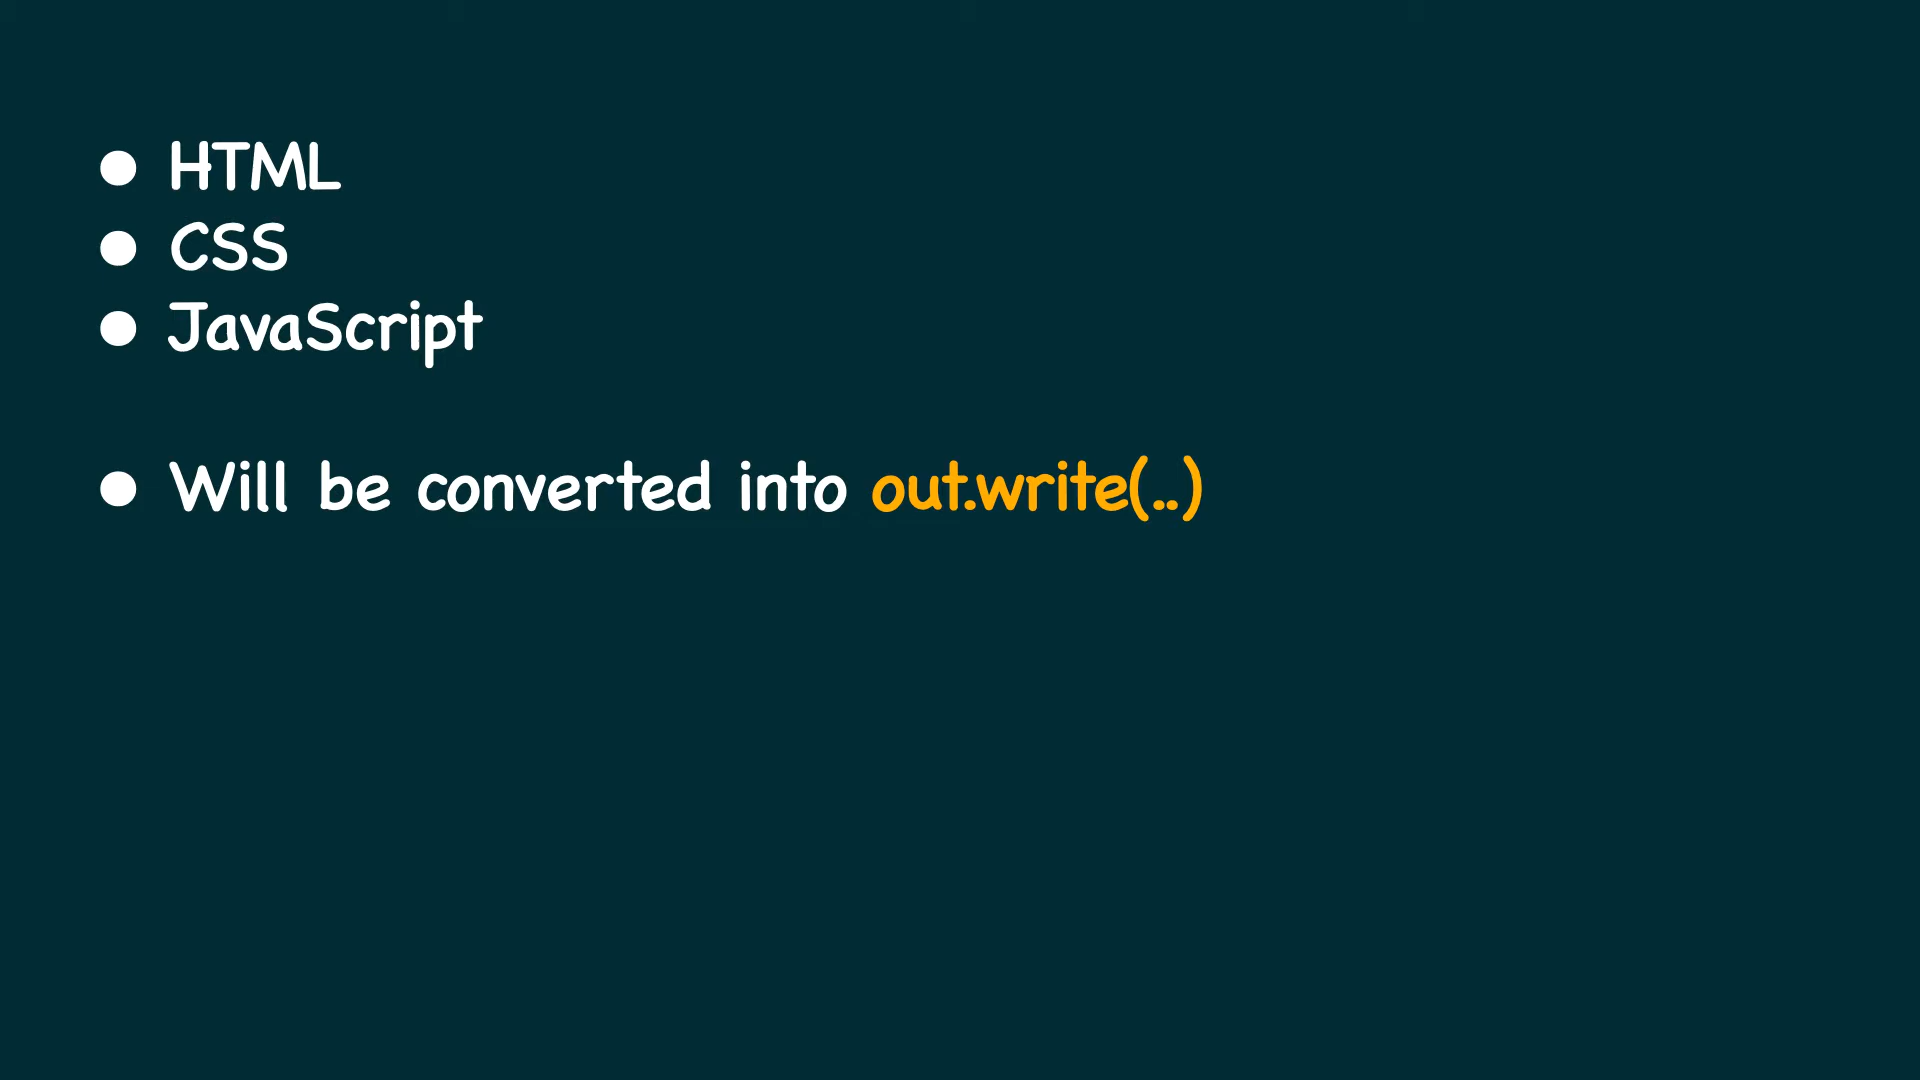 ● HTML
● CSS
● JavaScript
● Will be converted into out.write(..)